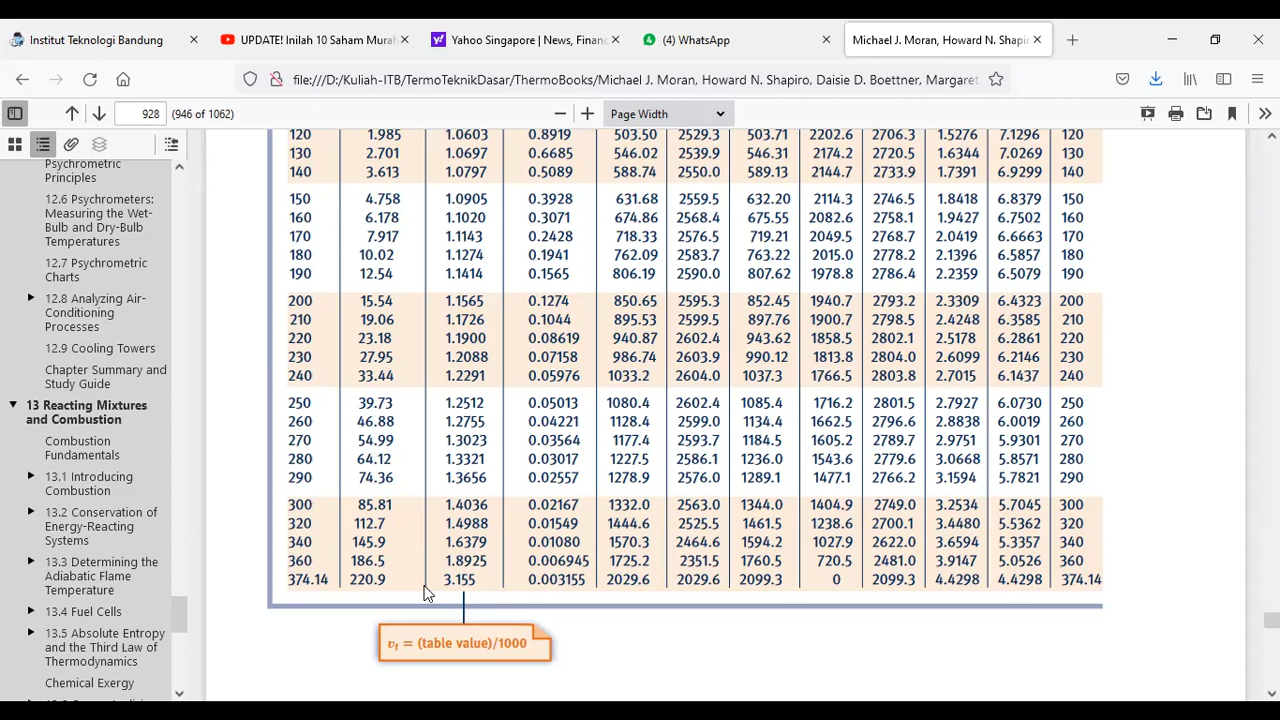 Institut Teknologi Bandung
UPDATE! Inilah 10 Saham Mural
Yahoo Singapore | News, Financ
(4) WhatsApp
Michael J. Moran, Howard N. Shapi
file:///D:/Kuliah-ITB/TermoTeknikDasar/ThermoBooks/Michael J. Moran, Howard N. Shapiro, Daisie D. Boettner, Margaret
928 (946 of 1062)
Page Width
Psychrometric
Principles
12.6 Psychrometers:
Measuring the Wet-
Bulb and Dry-Bulb
Temperatures
12.7 Psychrometric
Charts
12.8 Analyzing Air-
Conditioning
Processes
12.9 Cooling Towers
Chapter Summary and
Study Guide
13 Reacting Mixtures
and Combustion
Combustion
Fundamentals
13.1 Introducing
Combustion
13.2 Conservation of
Energy-Reacting
Systems
13.3 Determining the
Adiabatic Flame
Temperature
13.4 Fuel Cells
13.5 Absolute Entropy
and the Third Law of
Thermodynamics
Chemical Exergy
120 1.985 1.0603 0.8919 503.50 2529.3 503.71 2202.6 2706.3 1.5276 7.1296 120
130 2.701 1.0697 0.6685 546.02 2539.9 546.31 2174.2 2720.5 1.6344 7.0269 130
140 3.613 1.0797 0.5089 588.74 2550.0 589.13 2144.7 2733.9 1.7391 6.9299 140
150 4.758 1.0905 0.3928 631.68 2559.5 632.20 2114.3 2746.5 1.8418 6.8379 150
160 6.178 1.1020 0.3071 674.86 2568.4 675.55 2082.6 2758.1 1.9427 6.7502 160
170 7.917 1.1143 0.2428 718.33 2576.5 719.21 2049.5 2768.7 2.0419 6.6663 170
180 10.02 1.1274 0.1941 762.09 2583.7 763.22 2015.0 2778.2 2.1396 6.5857 180
190 12.54 1.1414 0.1565 806.19 2590.0 807.62 1978.8 2786.4 2.2359 6.5079 190
200 15.54 1.1565 0.1274 850.65 2595.3 852.45 1940.7 2793.2 2.3309 6.4323 200
210 19.06 1.1726 0.1044 895.53 2599.5 897.76 1900.7 2798.5 2.4248 6.3585 210
220 23.18 1.1900 0.08619 940.87 2602.4 943.62 1858.5 2802.1 2.5178 6.2861 220
230 27.95 1.2088 0.07158 986.74 2603.9 990.12 1813.8 2804.0 2.6099 6.2146 230
240 33.44 1.2291 0.05976 1033.2 2604.0 1037.3 1766.5 2803.8 2.7015 6.1437 240
250 39.73 1.2512 0.05013 1080.4 2602.4 1085.4 1716.2 2801.5 2.7927 6.0730 250
260 46.88 1.2755 0.04221 1128.4 2599.0 1134.4 1662.5 2796.6 2.8838 6.0019 260
270 54.99 1.3023 0.03564 1177.4 2593.7 1184.5 1605.2 2789.7 2.9751 5.9301 270
280 64.12 1.3321 0.03017 1227.5 2586.1 1236.0 1543.6 2779.6 3.0668 5.8571 280
290 74.36 1.3656 0.02557 1278.9 2576.0 1289.1 1477.1 2766.2 3.1594 5.7821 290
300 85.81 1.4036 0.02167 1332.0 2563.0 1344.0 1404.9 2749.0 3.2534 5.7045 300
320 112.7 1.4988 0.01549 1444.6 2525.5 1461.5 1238.6 2700.1 3.4480 5.5362 320
340 145.9 1.6379 0.01080 1570.3 2464.6 1594.2 1027.9 2622.0 3.6594 5.3357 340
360 186.5 1.8925 0.006945 1725.2 2351.5 1760.5 720.5 2481.0 3.9147 5.0526 360
374.14 220.9 3.155 0.003155 2029.6 2029.6 2099.3 0 2099.3 4.4298 4.4298 374.14
vf = (table value)/1000